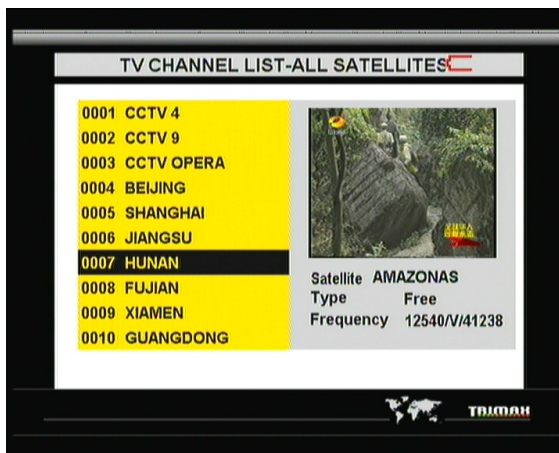 TV CHANNEL LIST-ALL SATELLITES
0001 CCTV 4
0002 CCTV 9
0003 CCTV OPERA
0004 BEIJING
0005 SHANGHAI
0006 JIANGSU
0007 HUNAN
0008 FUJIAN
0009 XIAMEN
0010 GUANGDONG
Satellite AMAZONAS
Type Free
Frequency 12540/V/41238
TRIMAX